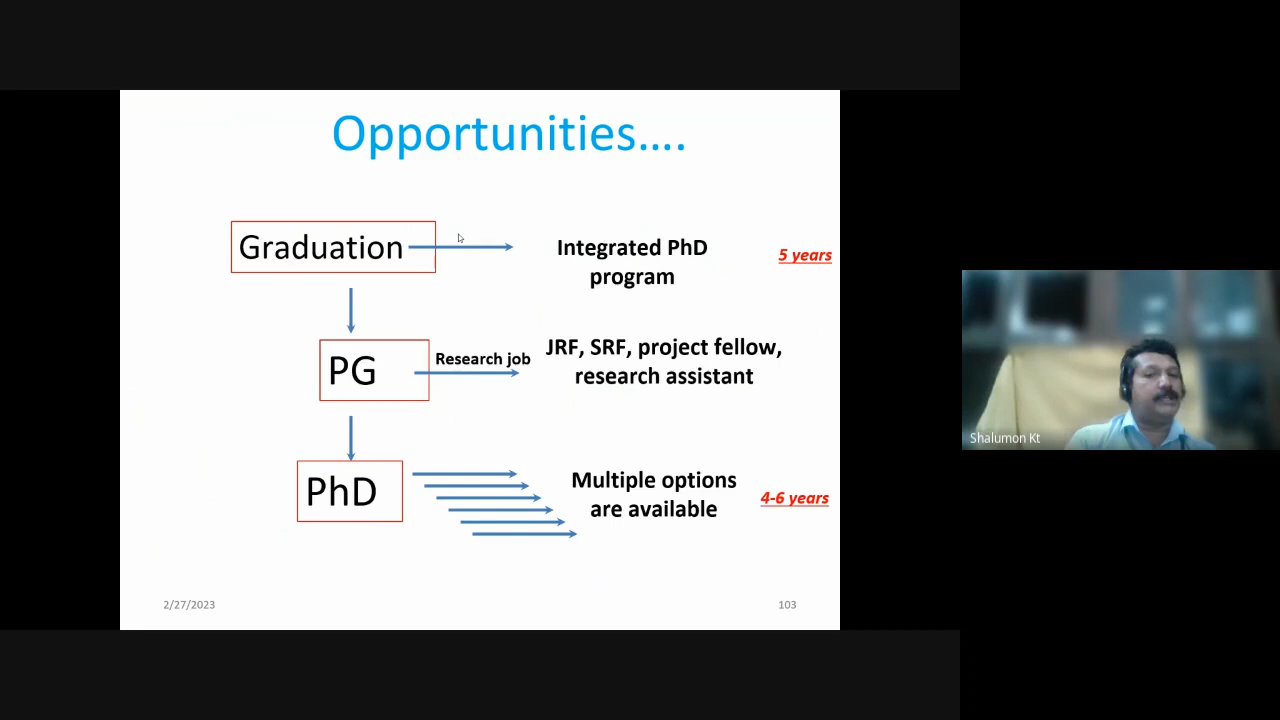 Opportunities....
Graduation
Integrated PhD
program
5 years
PG
Research job
JRF, SRF, project fellow,
research assistant
PhD
Multiple options
are available
4-6 years
2/27/2023
103
Shalumon Kt